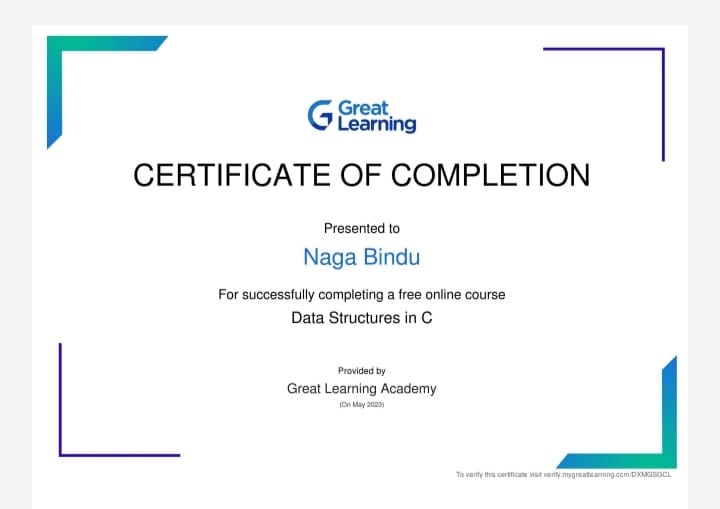 Great
Learning
CERTIFICATE OF COMPLETION
Presented to
Naga Bindu
For successfully completing a free online course
Data Structures in C
Provided by
Great Learning Academy
(On May 2023)
To verify this certificate visit verify.mygreatlearning.com/DXMGSGCL